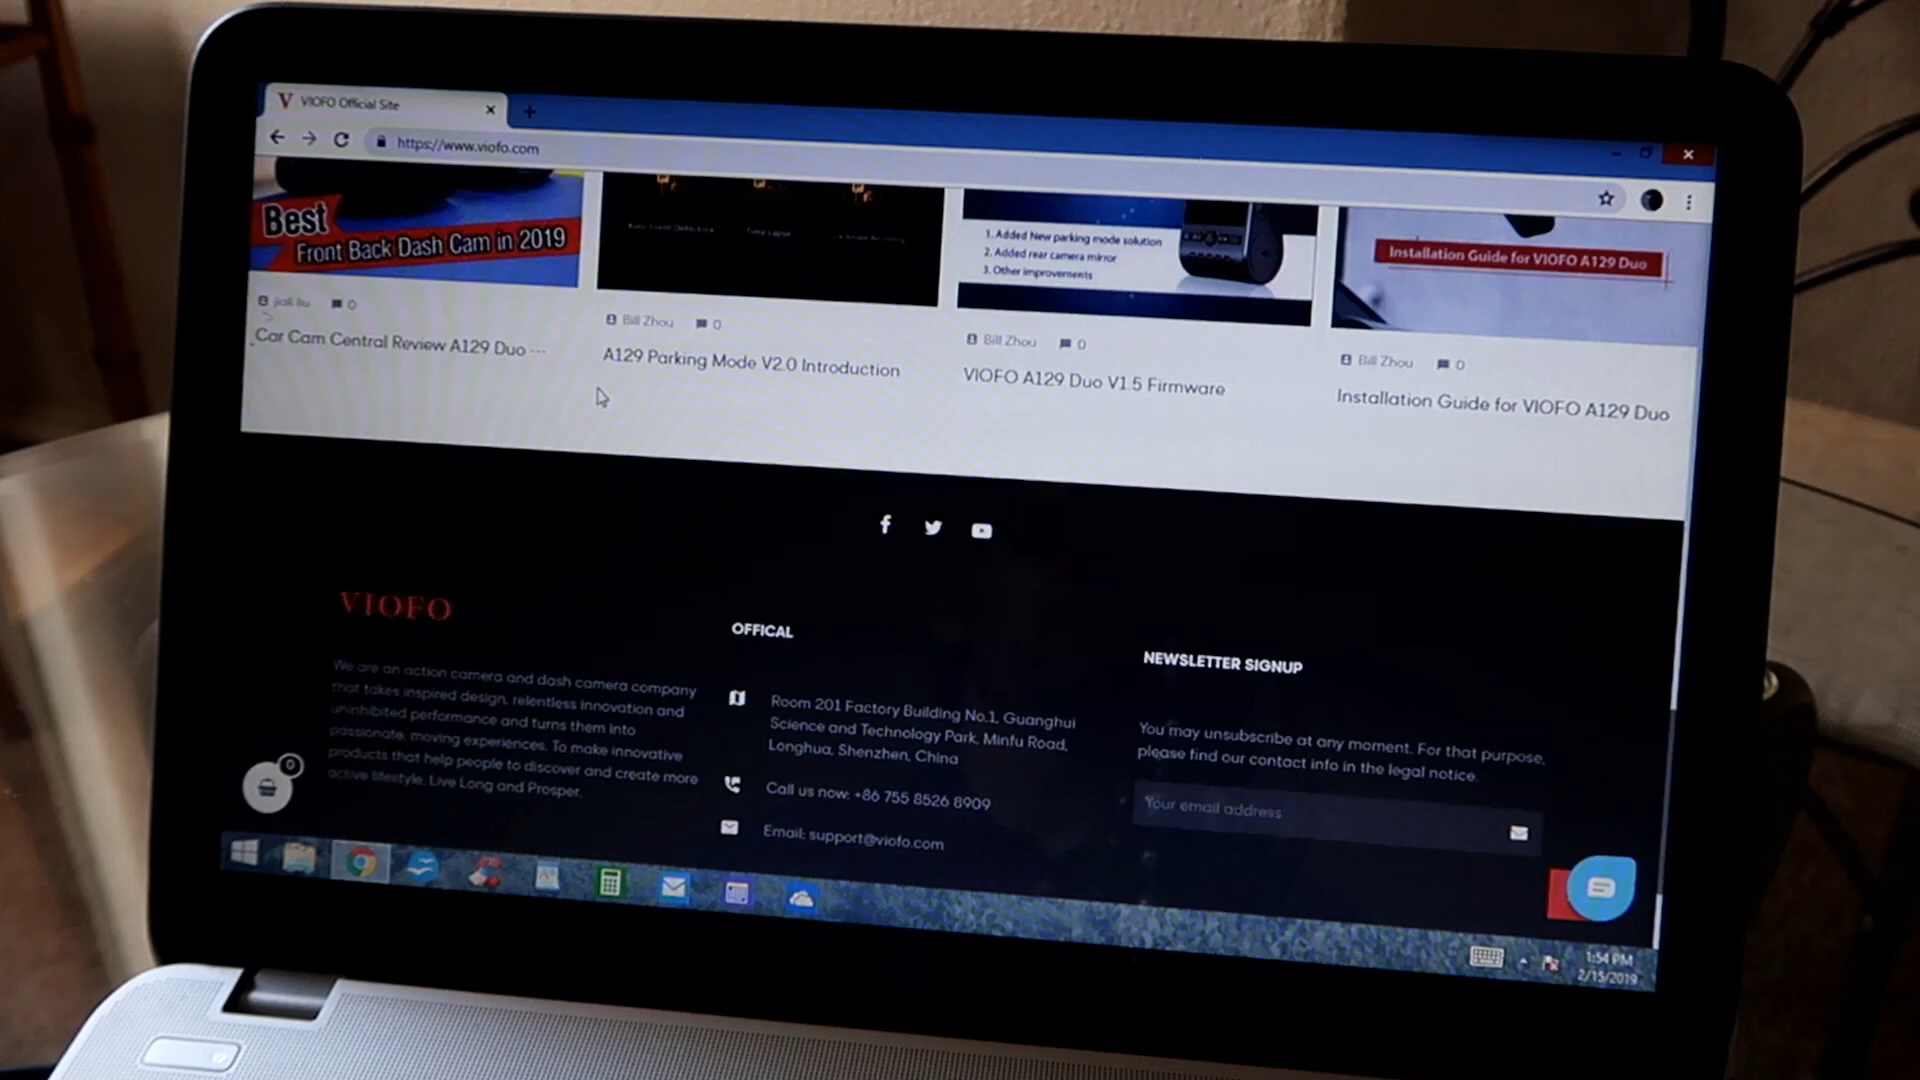 VIOFO Official Site
https://www.viofo.com
Best
Front Back Dash Cam in 2019
1. Added New parking mode solution
2. Added rear camera mirror
3. Other improvements
Installation Guide for VIOFO A129 Duo
jiali liu 0
Bill Zhou 0
Bill Zhou 0
Bill Zhou 0
Car Cam Central Review A129 Duo ---
A129 Parking Mode V2.0 Introduction
VIOFO A129 Duo V1.5 Firmware
Installation Guide for VIOFO A129 Duo
VIOFO
We are an action camera and dash camera company
that takes inspired design, relentless innovation and
uninhibited performance and turns them into
passionate, moving experiences. To make innovative
products that help people to discover and create more
active lifestyle. Live Long and Prosper.
0
OFFICAL
Room 201 Factory Building No.1, Guanghui
Science and Technology Park, Minfu Road,
Longhua, Shenzhen, China
Call us now: +86 755 8526 8909
Email: support@viofo.com
NEWSLETTER SIGNUP
You may unsubscribe at any moment. For that purpose,
please find our contact info in the legal notice.
Your email address
1:54 PM
2/15/2019